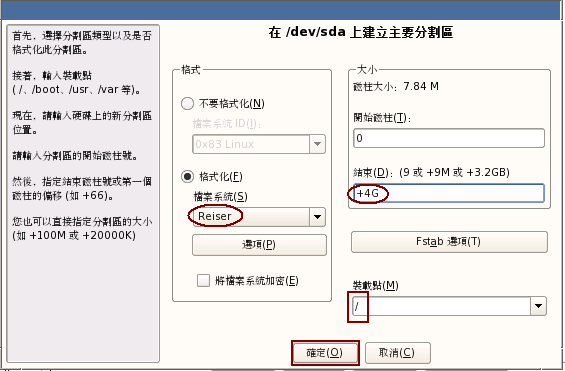 在 /dev/sda 上建立主要分割區
首先，選擇分割區類型以及是否
格式化此分割區。
接著，輸入裝載點
( /、/boot、/usr、/var 等)。
現在，請輸入硬碟上的新分割區
位置。
請輸入分割區的開始磁柱號。
然後，指定結束磁柱號或第一個
磁柱的偏移 (如 +66)。
您也可以直接指定分割區的大小
(如 +100M 或 +20000K)
格式
不要格式化(N)
檔案系統 ID(I):
0x83 Linux
格式化(F)
檔案系統(S)
Reiser
選項(P)
將檔案系統加密(E)
大小
磁柱大小： 7.84 M
開始磁柱(T):
0
結束(D)： (9 或 +9M 或 +3.2GB)
+4G
Fstab 選項(T)
裝載點(M)
/
確定(O)
取消(C)